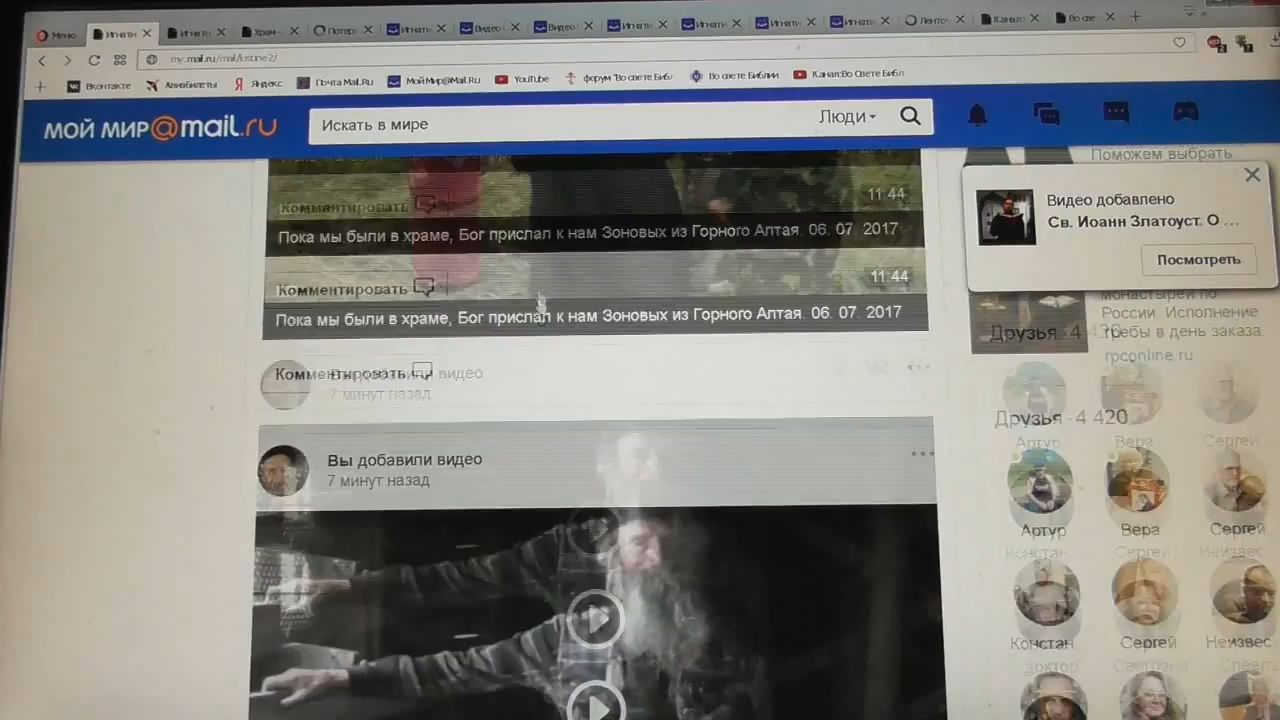 Меню
Игнати
Игнати
Храм
Потеря
Игнати
Видео
Видео
Игнати
Игнати
Игнати
Игнати
Ленто
Канал
Во све
my.mail.ru/mail/
Вконтакте
АвиаБилеты
Яндекс
Почта Mail.Ru
МойМир@Mail.Ru
YouTube
форум "Во свете Библ
Во свете Библии
Канал:Во Свете Библ
МОЙ МИР@mail.ru
Искать в мире
Люди
Поможем выбрать
Видео добавлено
Св. Иоанн Златоуст. О ...
Посмотреть
Комментировать
11:44
Пока мы были в храме, Бог прислал к нам Зоновых из Горного Алтая. 06. 07. 2017
Комментировать
11:44
Пока мы были в храме, Бог прислал к нам Зоновых из Горного Алтая. 06. 07. 2017
монастырей по
России. Исполнение
требы в день заказа.
rpconline.ru
Друзья · 4 420
Комментировать
Вы добавили видео
7 минут назад
Друзья · 4 420
Артур
Вера
Сергей
Вы добавили видео
7 минут назад
Артур
Вера
Сергей
Констан
Сергей
Неизвес
Констан
Сергей
Неизвес
доктор
Светлана